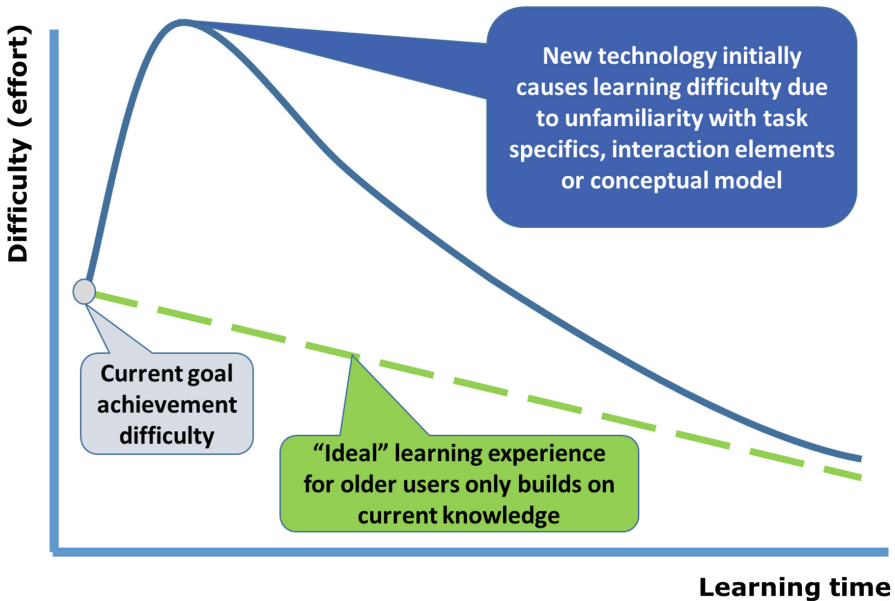 Difficulty (effort)
New technology initially
causes learning difficulty due
to unfamiliarity with task
specifics, interaction elements
or conceptual model
Current goal
achievement
difficulty
“Ideal” learning experience
for older users only builds on
current knowledge
Learning time